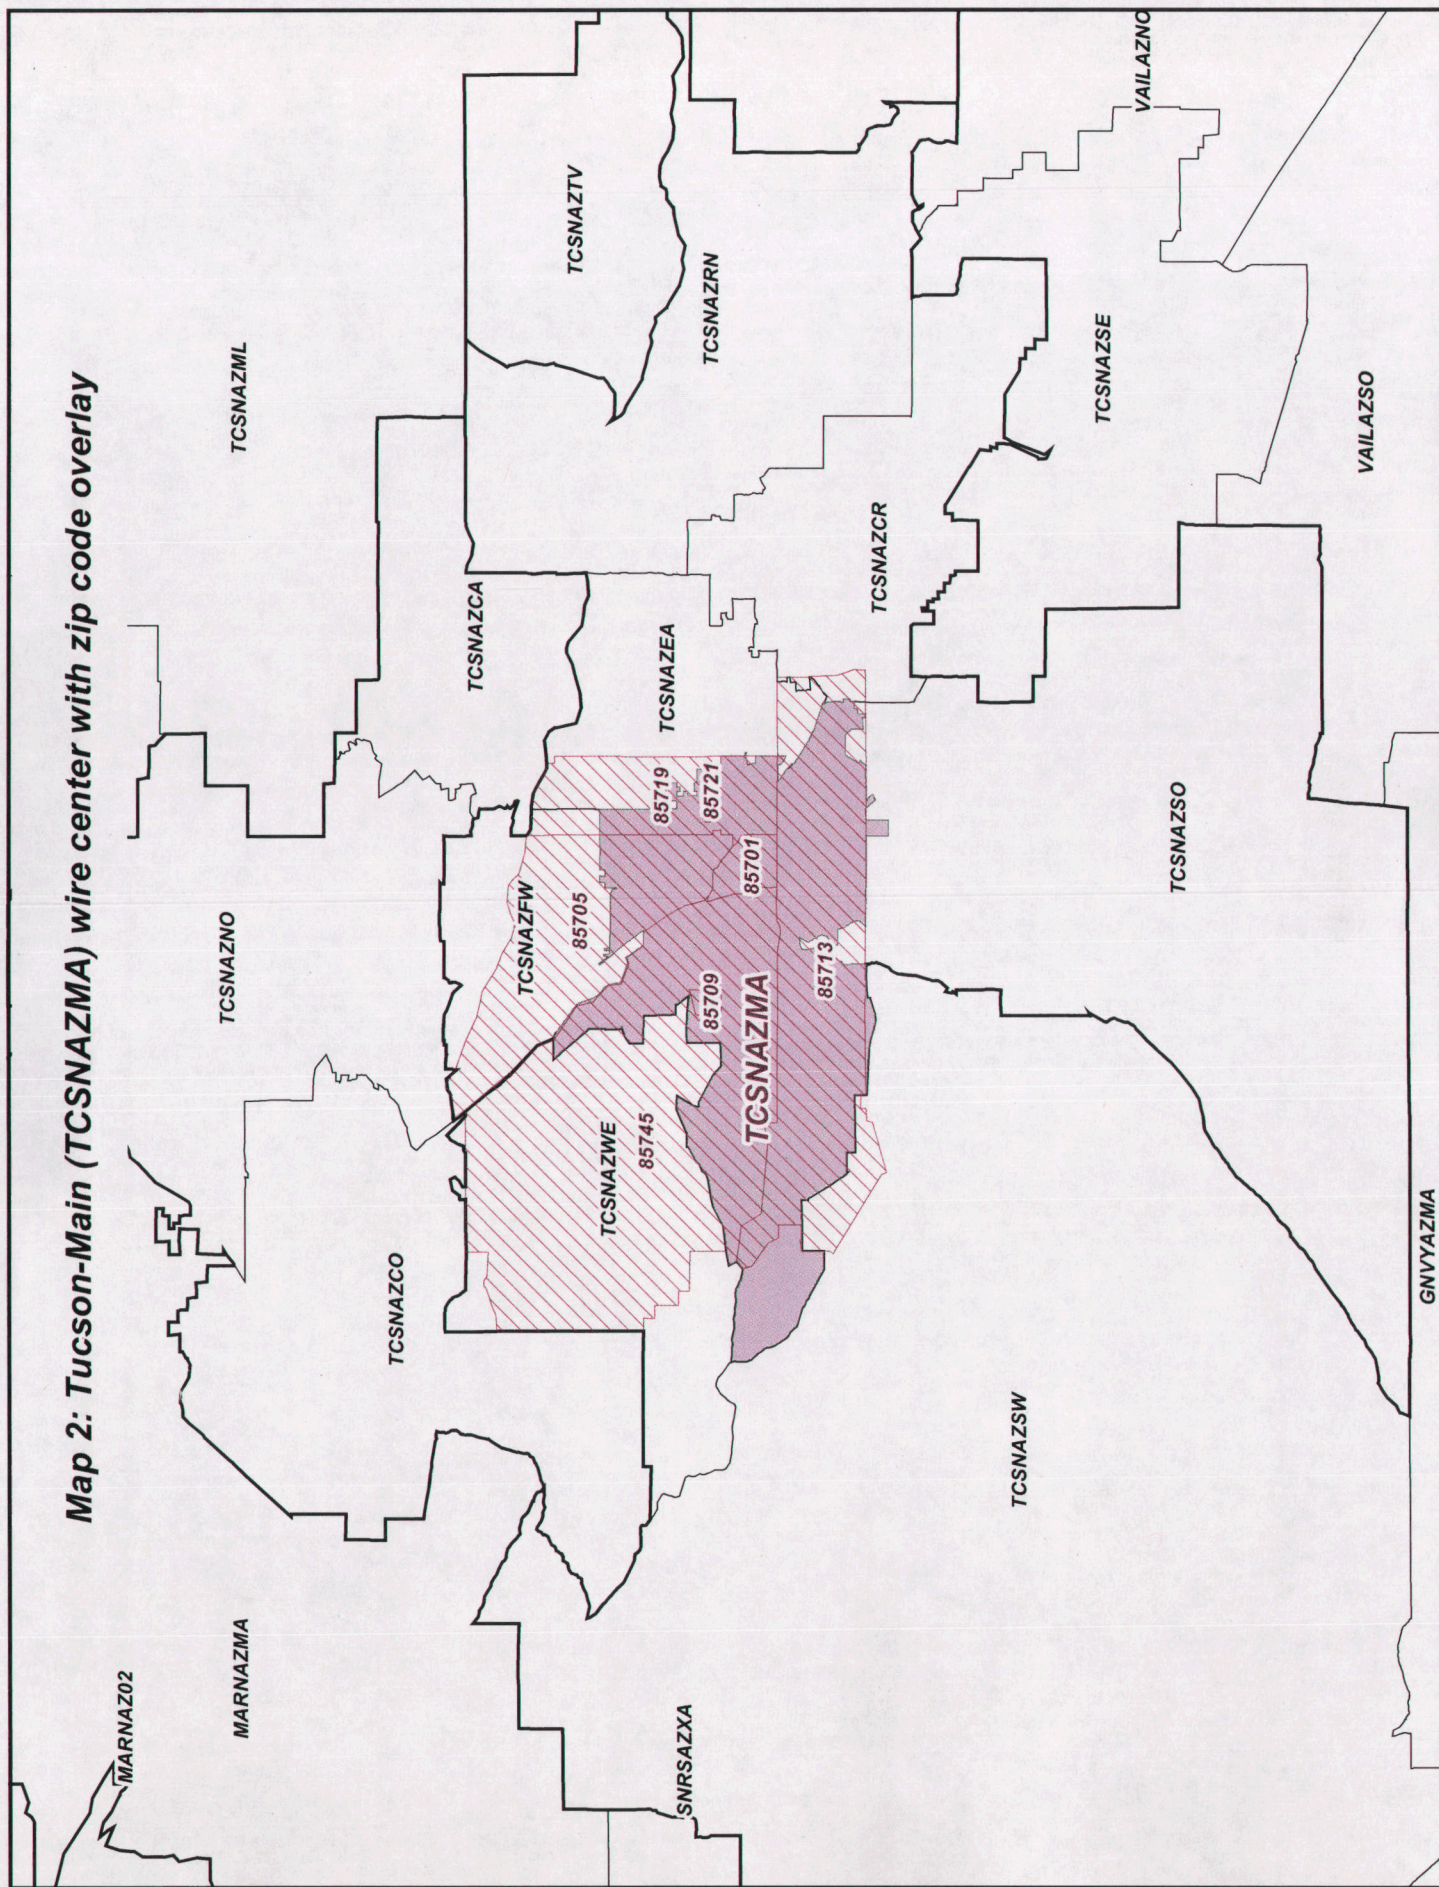 Map 2: Tucson-Main (TCSNAZMA) wire center with zip code overlay
MARNAZ02
MARNAZMA
TCSNAZNO
TCSNAZML
TCSNAZCO
TCSNAZCA
TCSNAZFW
TCSNAZTV
85705
TCSNAZWE
85745
85719
TCSNAZEA
SNRSAZXA
85709
85721
TCSNAZRN
TCSNAZMA
85701
85713
TCSNAZCR
TCSNAZSW
TCSNAZSE
VAILAZNO
TCSNAZSO
VAILAZSO
GNVYAZMA